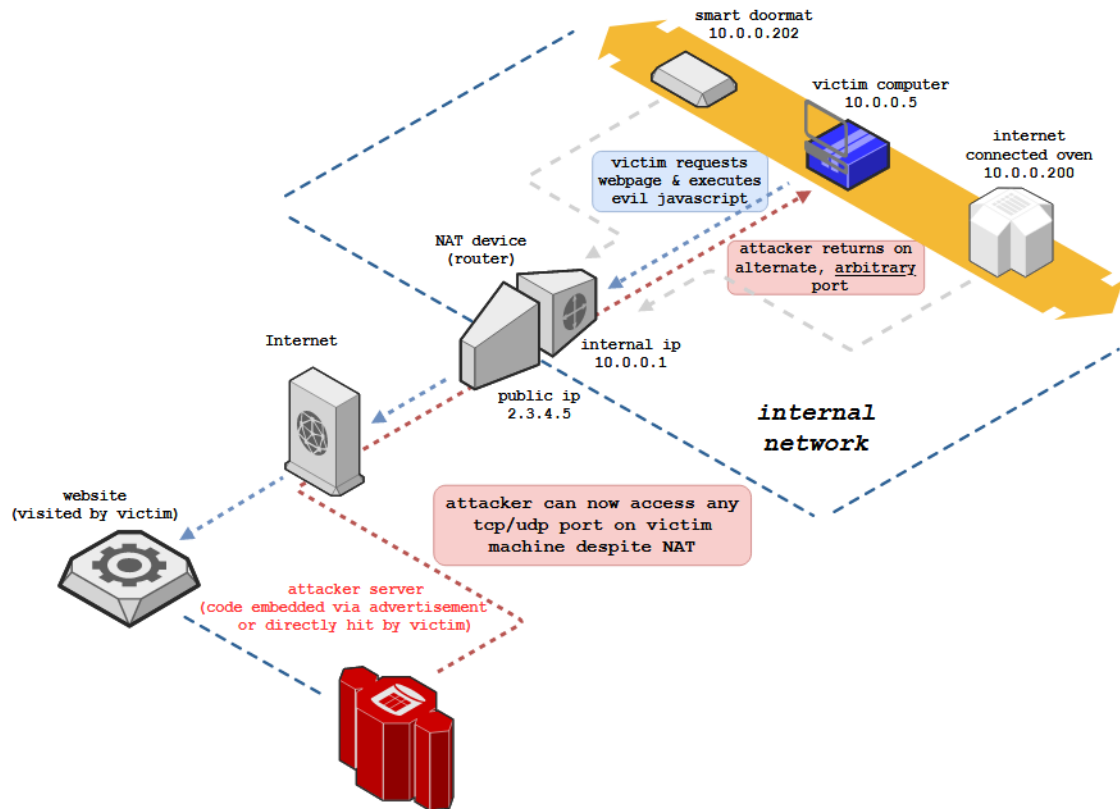 smart doormat
10.0.0.202
victim computer
10.0.0.5
internet
connected oven
10.0.0.200
victim requests
webpage & executes
evil javascript
NAT device
(router)
attacker returns on
alternate, arbitrary
port
Internet
internal ip
10.0.0.1
public ip
2.3.4.5
internal
network
website
(visited by victim)
attacker can now access any
tcp/udp port on victim
machine despite NAT
attacker server
(code embedded via advertisement
or directly hit by victim)